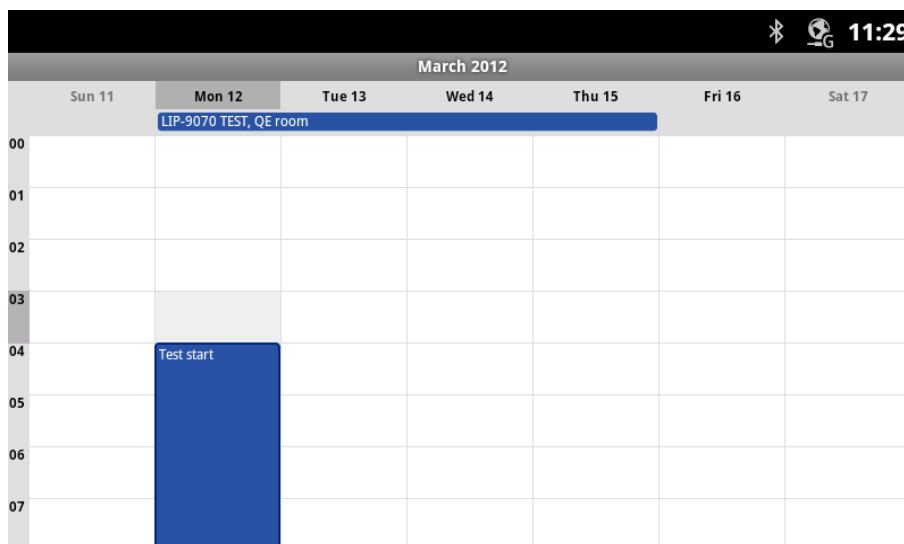 G 11:29
March 2012
Sun 11 Mon 12 Tue 13 Wed 14 Thu 15 Fri 16 Sat 17
LIP-9070 TEST, QE room
00
01
02
03
04 Test start
05
06
07